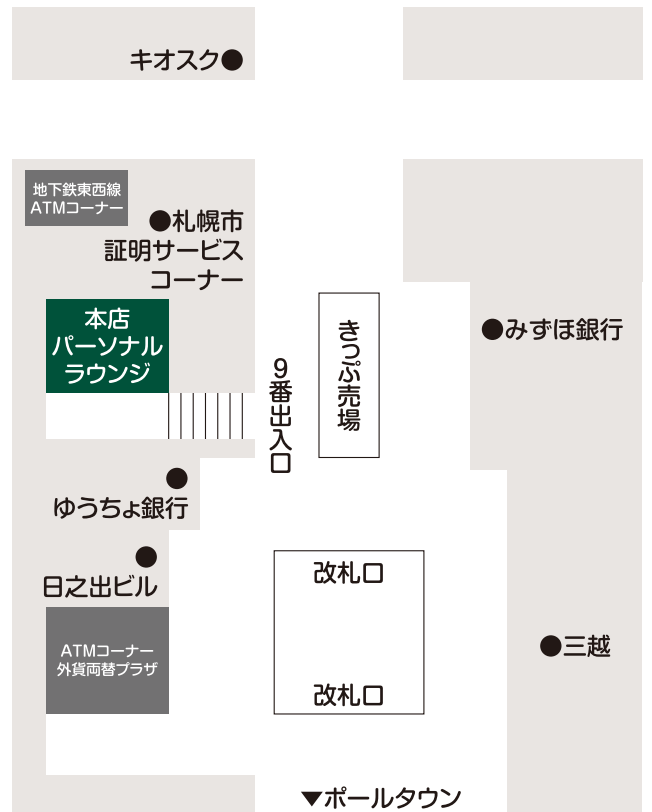 キオスク●
地下鉄東西線
ATMコーナー
●札幌市
証明サービス
コーナー
本店
パーソナル
ラウンジ
9番出入口
きっぷ売場
●みずほ銀行
●
ゆうちょ銀行
●
日之出ビル
改札口
ATMコーナー
外貨両替プラザ
●三越
改札口
▼ポールタウン